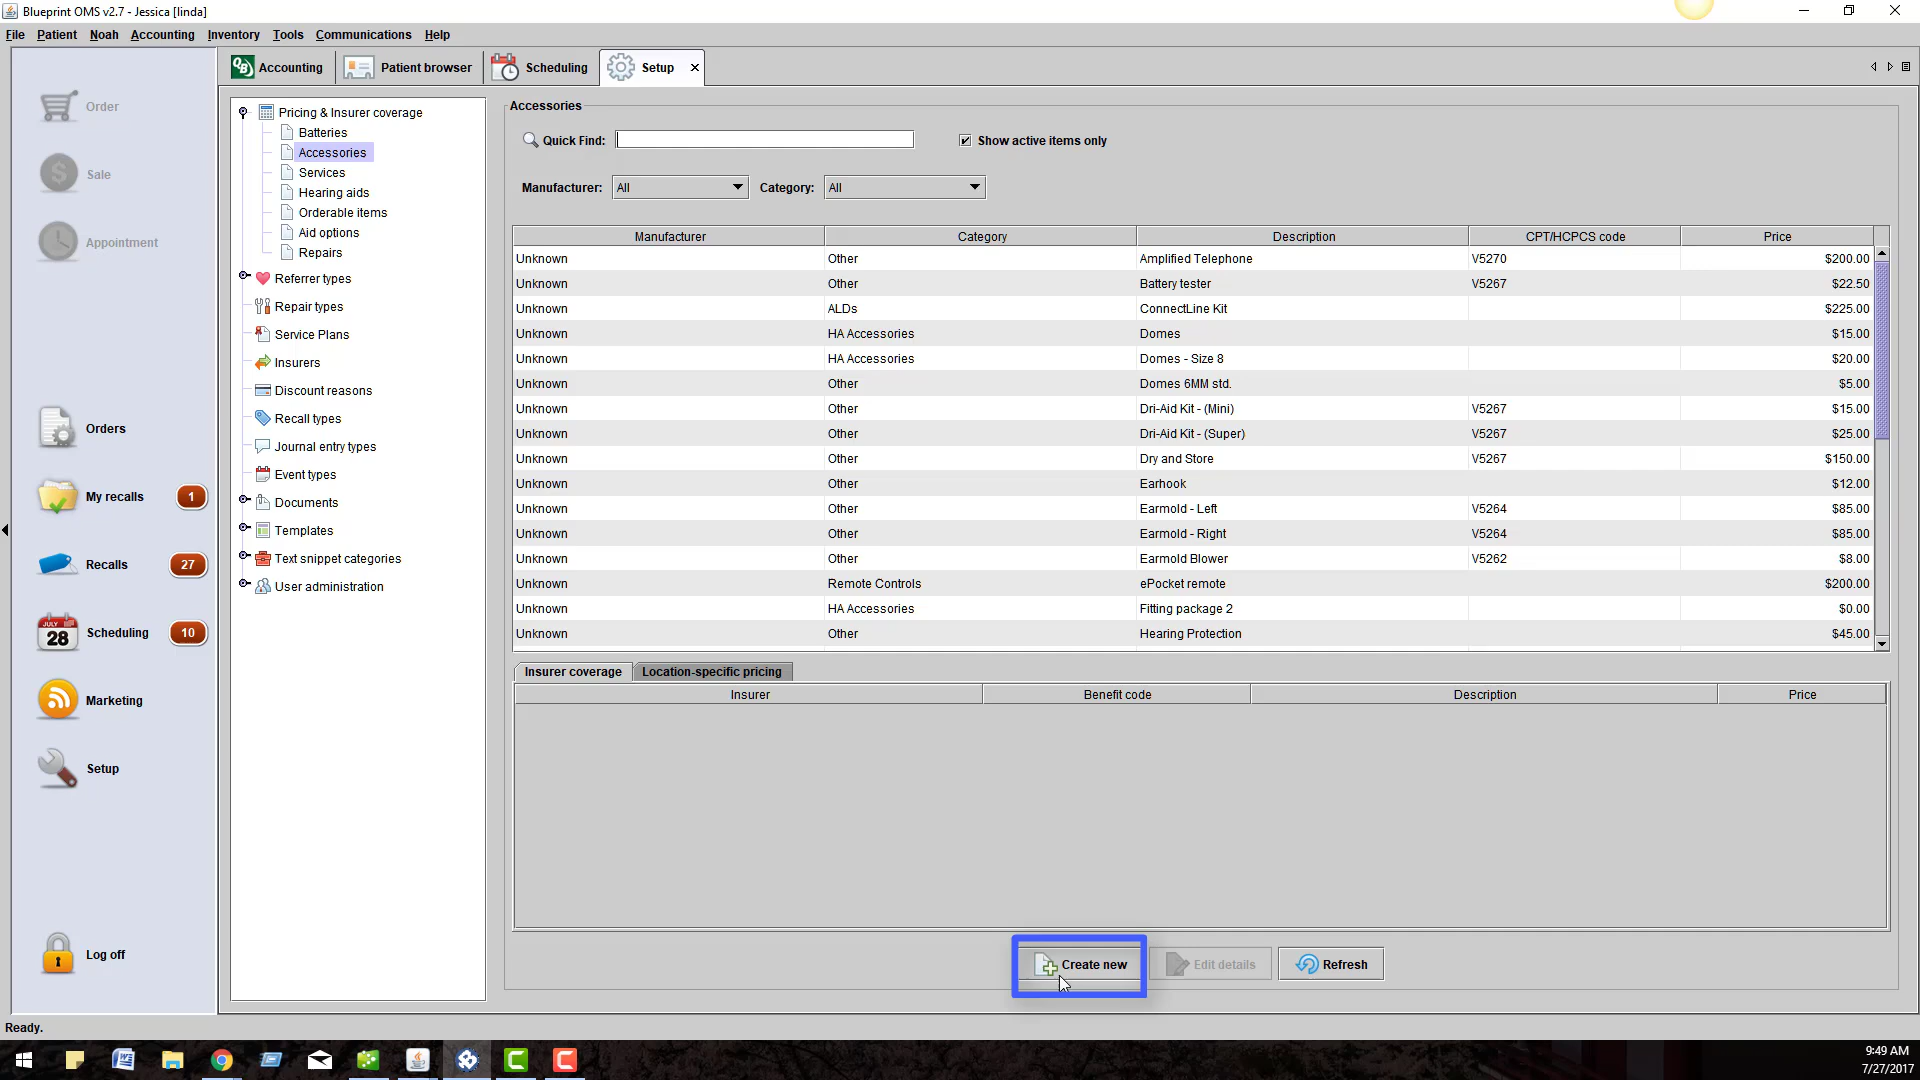 Blueprint OMS v2.7 - Jessica [linda]
File Patient Noah Accounting Inventory Tools Communications Help
Accounting Patient browser Scheduling Setup
Order
Sale
Appointment
Orders
My recalls 1
Recalls 27
JULY 28 Scheduling 10
Marketing
Setup
Log off
Pricing & Insurer coverage
Batteries
Accessories
Services
Hearing aids
Orderable items
Aid options
Repairs
Referrer types
Repair types
Service Plans
Insurers
Discount reasons
Recall types
Journal entry types
Event types
Documents
Templates
Text snippet categories
User administration
Accessories
Quick Find: Show active items only
Manufacturer: All Category: All
Manufacturer Category Description CPT/HCPCS code Price
Unknown Other Amplified Telephone V5270 $200.00
Unknown Other Battery tester V5267 $22.50
Unknown ALDs ConnectLine Kit $225.00
Unknown HA Accessories Domes $15.00
Unknown HA Accessories Domes - Size 8 $20.00
Unknown Other Domes 6MM std. $5.00
Unknown Other Dri-Aid Kit - (Mini) V5267 $15.00
Unknown Other Dri-Aid Kit - (Super) V5267 $25.00
Unknown Other Dry and Store V5267 $150.00
Unknown Other Earhook $12.00
Unknown Other Earmold - Left V5264 $85.00
Unknown Other Earmold - Right V5264 $85.00
Unknown Other Earmold Blower V5262 $8.00
Unknown Remote Controls ePocket remote $200.00
Unknown HA Accessories Fitting package 2 $0.00
Unknown Other Hearing Protection $45.00
Insurer coverage Location-specific pricing
Insurer Benefit code Description Price
Create new Edit details Refresh
Ready.
9:49 AM
7/27/2017